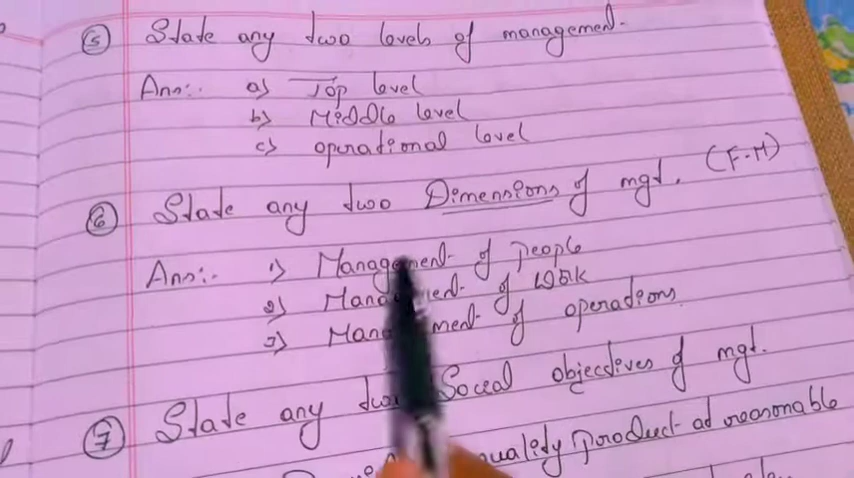 5 State any two levels of management.
Ans:. a) Top level
b) Middle level
c) operational level
6 State any two Dimensions of mgt. (F-M)
Ans:. 1) Management of people
2) Management of work
3) Management of operations
7 State any two Soceal objectives of mgt.
quality product at reasonable